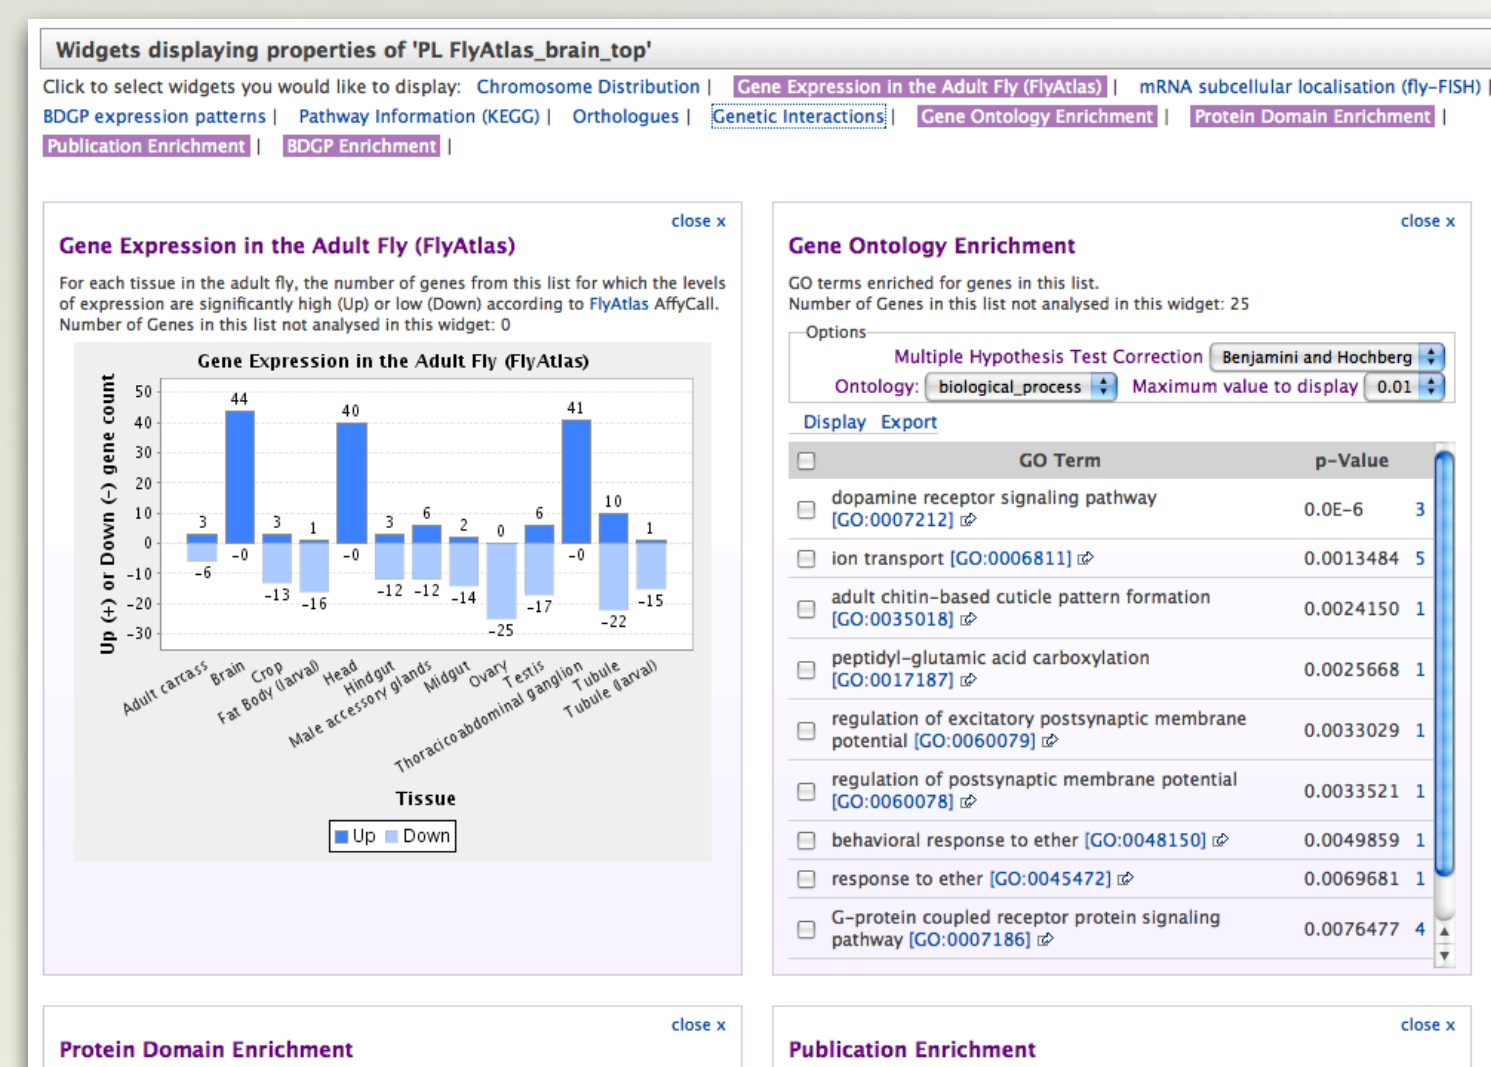 Widgets displaying properties of 'PL FlyAtlas_brain_top'
Click to select widgets you would like to display: Chromosome Distribution | Gene Expression in the Adult Fly (FlyAtlas) | mRNA subcellular localisation (fly-FISH) |
BDGP expression patterns | Pathway Information (KEGG) | Orthologues | Genetic Interactions | Gene Ontology Enrichment | Protein Domain Enrichment |
Publication Enrichment | BDGP Enrichment |
close x
Gene Expression in the Adult Fly (FlyAtlas)
For each tissue in the adult fly, the number of genes from this list for which the levels
of expression are significantly high (Up) or low (Down) according to FlyAtlas AffyCall.
Number of Genes in this list not analysed in this widget: 0
Gene Expression in the Adult Fly (FlyAtlas)
Up (+) or Down (-) gene count
50
40
30
20
10
0
-10
-20
-30
3 44 3 1 40 3 6 2 0 6 41 10 1
-6 -0 -13 -16 -0 -12 -12 -14 -25 -17 -0 -22 -15
Adult carcass
Brain
Crop
Fat Body (larval)
Head
Hindgut
Male accessory glands
Midgut
Ovary
Testis
Thoracicoabdominal ganglion
Tubule
Tubule (larval)
Tissue
Up Down
close x
Gene Ontology Enrichment
GO terms enriched for genes in this list.
Number of Genes in this list not analysed in this widget: 25
Options
Multiple Hypothesis Test Correction Benjamini and Hochberg
Ontology: biological_process Maximum value to display 0.01
Display Export
GO Term p-Value
dopamine receptor signaling pathway
[GO:0007212] 0.0E-6 3
ion transport [GO:0006811] 0.0013484 5
adult chitin-based cuticle pattern formation
[GO:0035018] 0.0024150 1
peptidyl-glutamic acid carboxylation
[GO:0017187] 0.0025668 1
regulation of excitatory postsynaptic membrane
potential [GO:0060079] 0.0033029 1
regulation of postsynaptic membrane potential
[GO:0060078] 0.0033521 1
behavioral response to ether [GO:0048150] 0.0049859 1
response to ether [GO:0045472] 0.0069681 1
G-protein coupled receptor protein signaling
pathway [GO:0007186] 0.0076477 4
close x
Protein Domain Enrichment
close x
Publication Enrichment